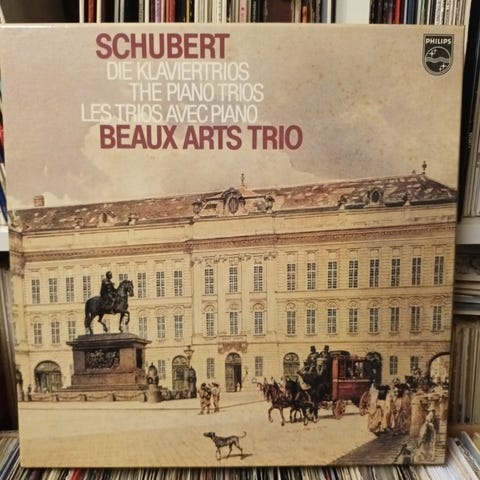 SCHUBERT
PHILIPS
DIE KLAVIERTRIOS
THE PIANO TRIOS
LES TRIOS AVEC PIANO
BEAUX ARTS TRIO